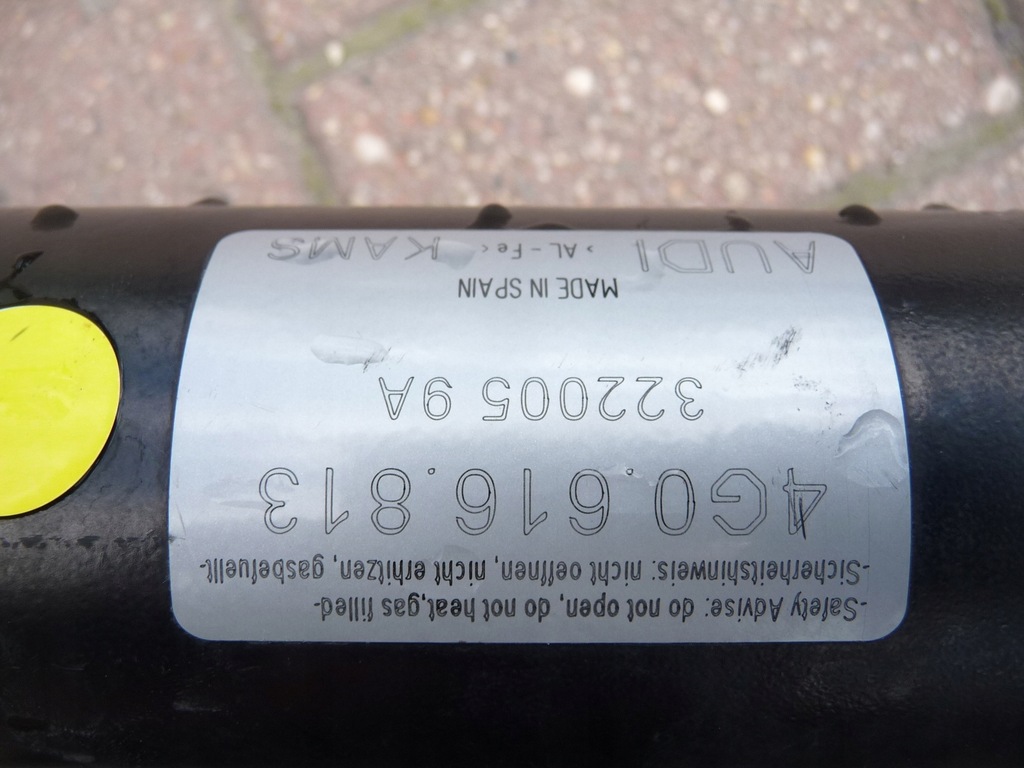 -Safety Advise: do not open, do not heat,gas filled-
-Sicherheitshinweis: nicht oeffnen, nicht erhitzen, gasbefuellt-
4G0.616.813
322005 9A
MADE IN SPAIN
AUDI >AL-Fe< KAMS